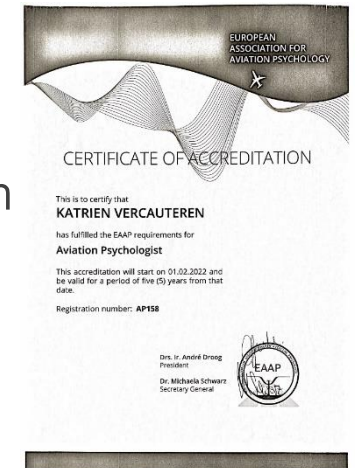 n
EUROPEAN
ASSOCIATION FOR
AVIATION PSYCHOLOGY
CERTIFICATE OF ACCREDITATION
This is to certify that
KATRIEN VERCAUTEREN
has fulfilled the EAAP requirements for
Aviation Psychologist
This accreditation will start on 01.02.2022 and
be valid for a period of five (5) years from that
date.
Registration number: AP158
Drs. Ir. André Droog
President
Dr. Michaela Schwarz
Secretary General
EAAP